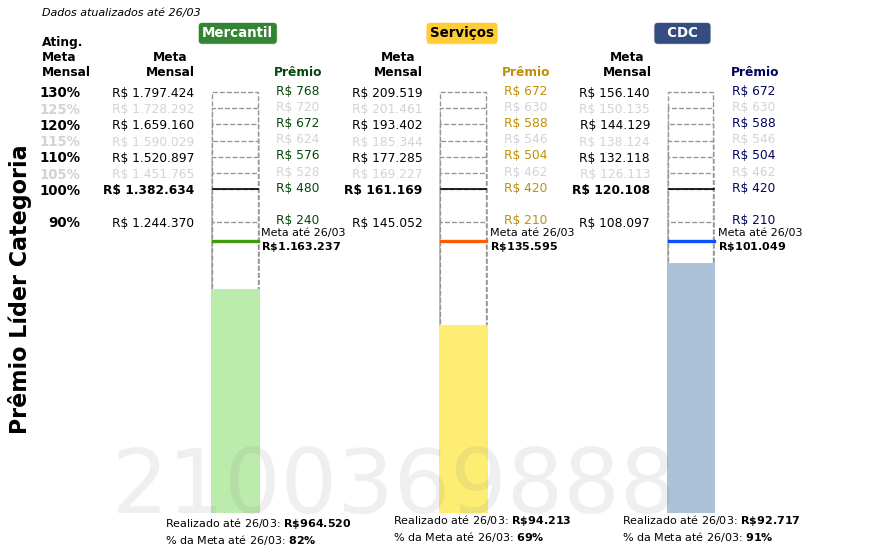 Dados atualizados até 26/03
Mercantil Serviços CDC
Ating. Meta Mensal
Meta Mensal Prêmio Meta Mensal Prêmio Meta Mensal Prêmio
130% R$ 1.797.424 R$ 768 R$ 209.519 R$ 672 R$ 156.140 R$ 672
125% R$ 1.728.292 R$ 720 R$ 201.461 R$ 630 R$ 150.135 R$ 630
120% R$ 1.659.160 R$ 672 R$ 193.402 R$ 588 R$ 144.129 R$ 588
115% R$ 1.590.029 R$ 624 R$ 185.344 R$ 546 R$ 138.124 R$ 546
110% R$ 1.520.897 R$ 576 R$ 177.285 R$ 504 R$ 132.118 R$ 504
105% R$ 1.451.765 R$ 528 R$ 169.227 R$ 462 R$ 126.113 R$ 462
100% R$ 1.382.634 R$ 480 R$ 161.169 R$ 420 R$ 120.108 R$ 420
90% R$ 1.244.370 R$ 240 R$ 145.052 R$ 210 R$ 108.097 R$ 210
Meta até 26/03 Meta até 26/03 Meta até 26/03
R$1.163.237 R$135.595 R$101.049
Prêmio Líder Categoria
2100369888
Realizado até 26/03: R$964.520 Realizado até 26/03: R$94.213 Realizado até 26/03: R$92.717
% da Meta até 26/03: 82% % da Meta até 26/03: 69% % da Meta até 26/03: 91%